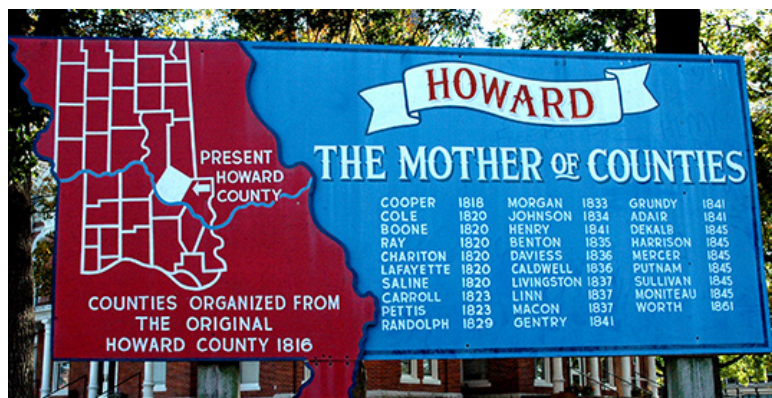 HOWARD
THE MOTHER OF COUNTIES
PRESENT
HOWARD
COUNTY
COUNTIES ORGANIZED FROM
THE ORIGINAL
HOWARD COUNTY 1816
COOPER 1818
COLE 1820
BOONE 1820
RAY 1820
CHARITON 1820
LAFAYETTE 1820
SALINE 1820
CARROLL 1823
PETTIS 1823
RANDOLPH 1829
MORGAN 1833
JOHNSON 1834
HENRY 1841
BENTON 1835
DAVIESS 1836
CALDWELL 1836
LIVINGSTON 1837
LINN 1837
MACON 1837
GENTRY 1841
GRUNDY 1841
ADAIR 1841
DEKALB 1845
HARRISON 1845
MERCER 1845
PUTNAM 1845
SULLIVAN 1845
MONITEAU 1845
WORTH 1861